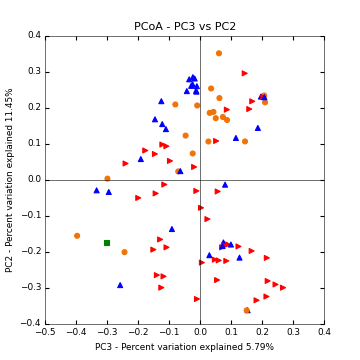 PCoA - PC3 vs PC2
PC2 - Percent variation explained 11.45%
0.4
0.3
0.2
0.1
0.0
−0.1
−0.2
−0.3
−0.4
−0.5 −0.4 −0.3 −0.2 −0.1 0.0 0.1 0.2 0.3 0.4
PC3 - Percent variation explained 5.79%